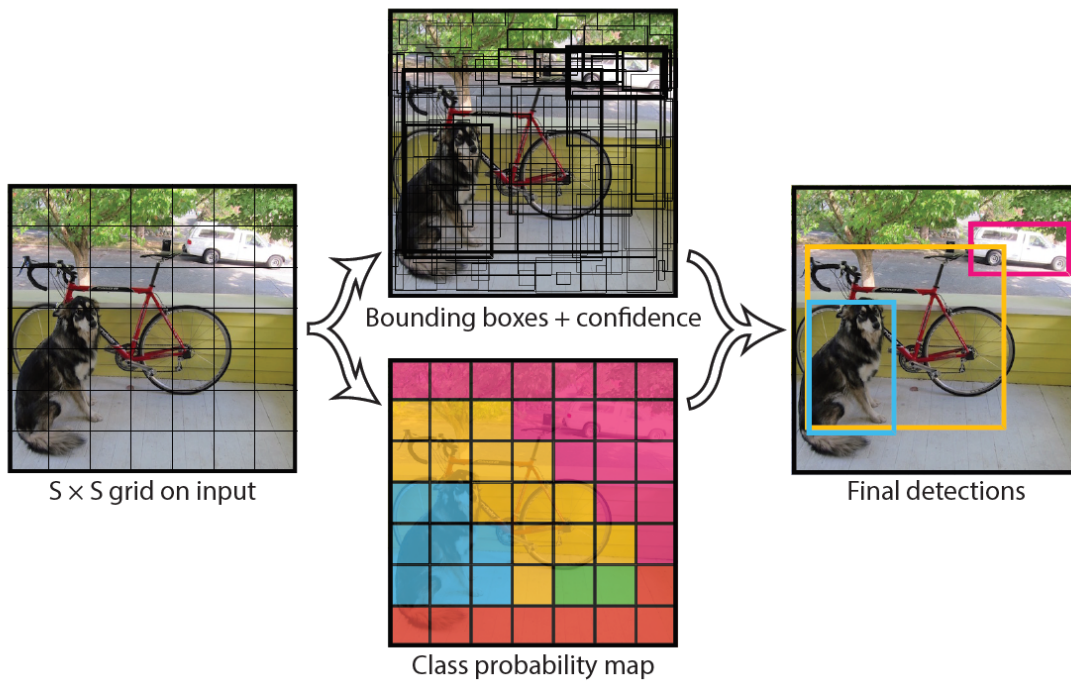 Bounding boxes + confidence
S × S grid on input
Final detections
Class probability map